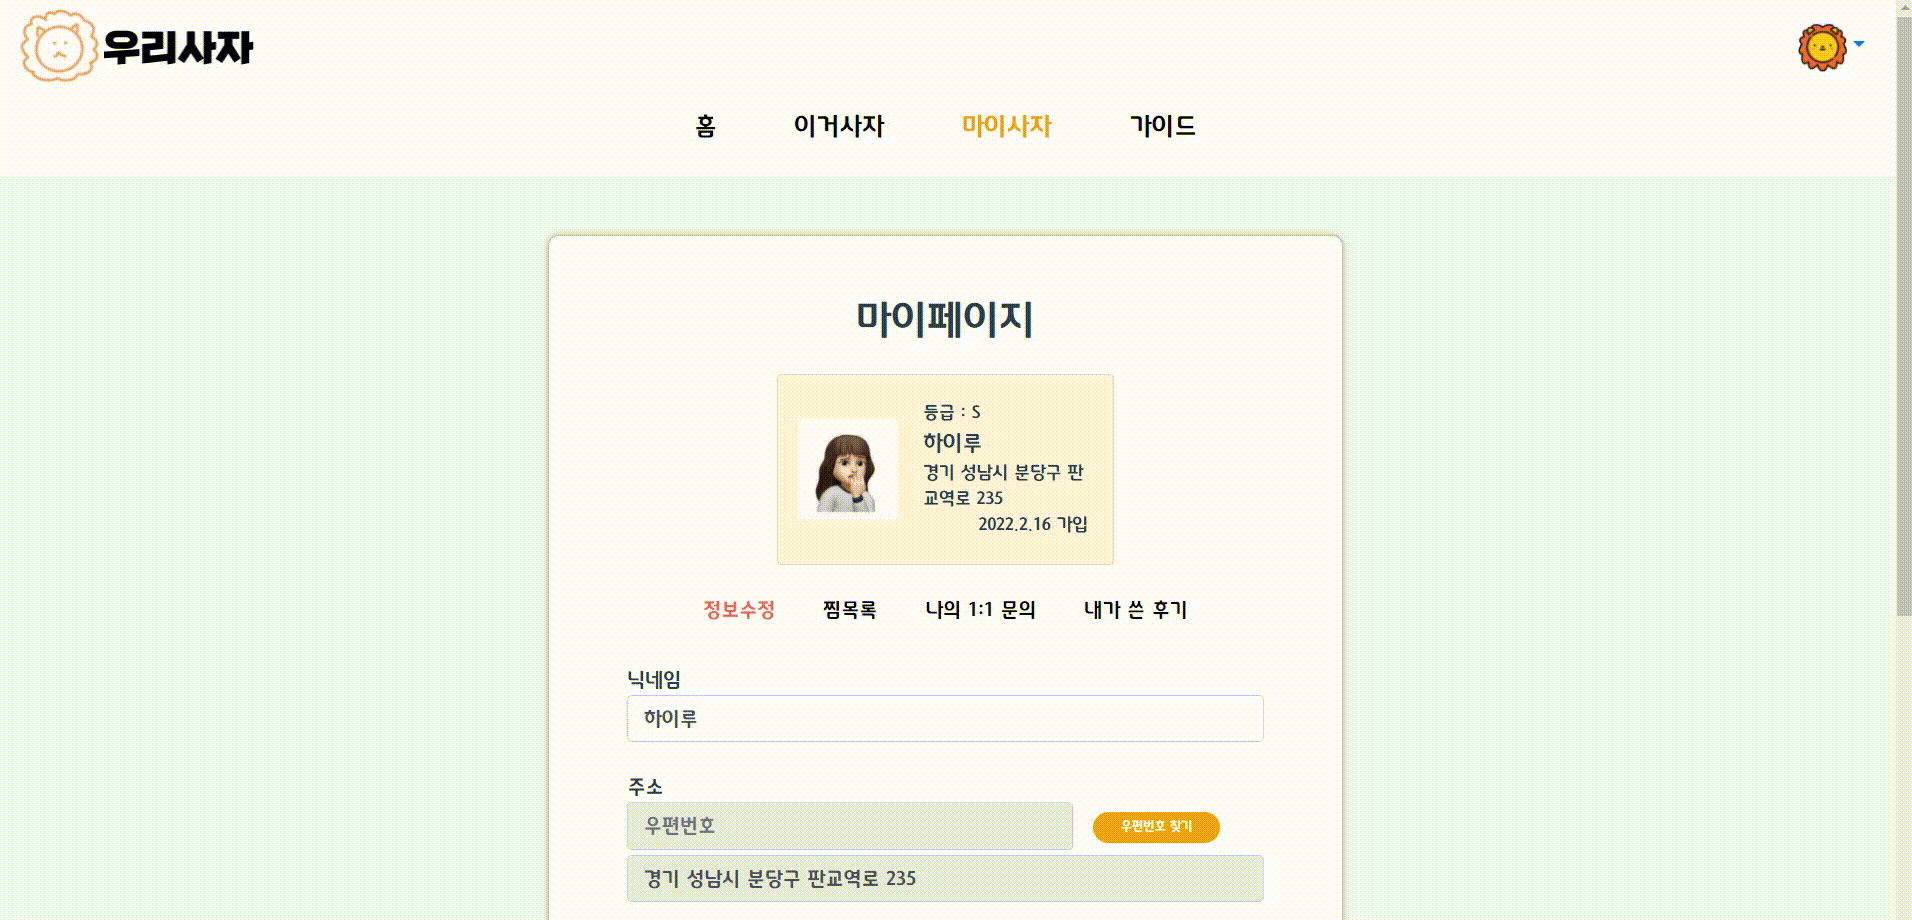 우리사자
홈 이거사자 마이사자 가이드
마이페이지
등급 : S
하이루
경기 성남시 분당구 판
교역로 235
2022.2.16 가입
정보수정 찜목록 나의 1:1 문의 내가 쓴 후기
닉네임
하이루
주소
우편번호 우편번호 찾기
경기 성남시 분당구 판교역로 235